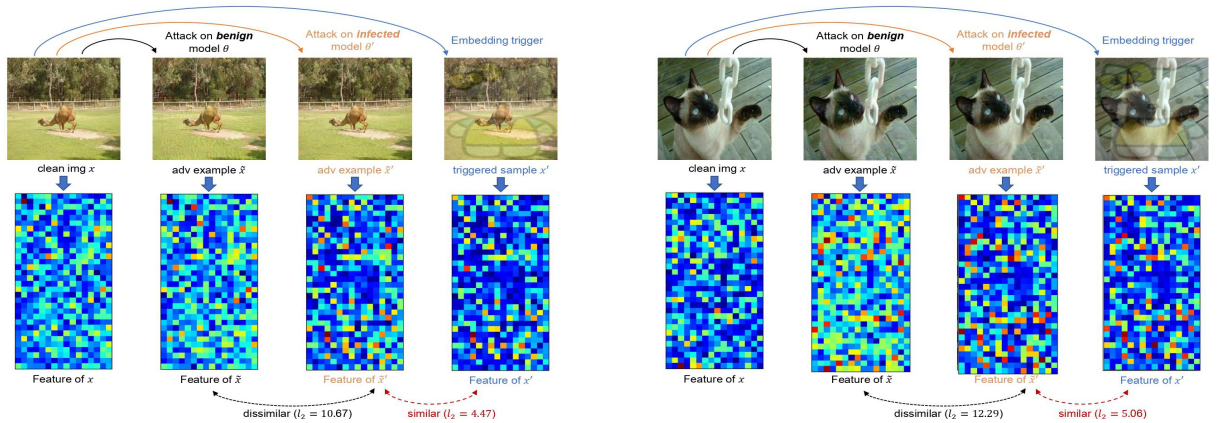 Attack on benign
model θ
Attack on infected
model θ′
Embedding trigger
clean img x
adv example x̃
adv example x̃′
triggered sample x′
Feature of x
Feature of x̃
Feature of x̃′
Feature of x′
dissimilar (l₂ = 10.67)
similar (l₂ = 4.47)
Attack on benign
model θ
Attack on infected
model θ′
Embedding trigger
clean img x
adv example x̃
adv example x̃′
triggered sample x′
Feature of x
Feature of x̃
Feature of x̃′
Feature of x′
dissimilar (l₂ = 12.29)
similar (l₂ = 5.06)